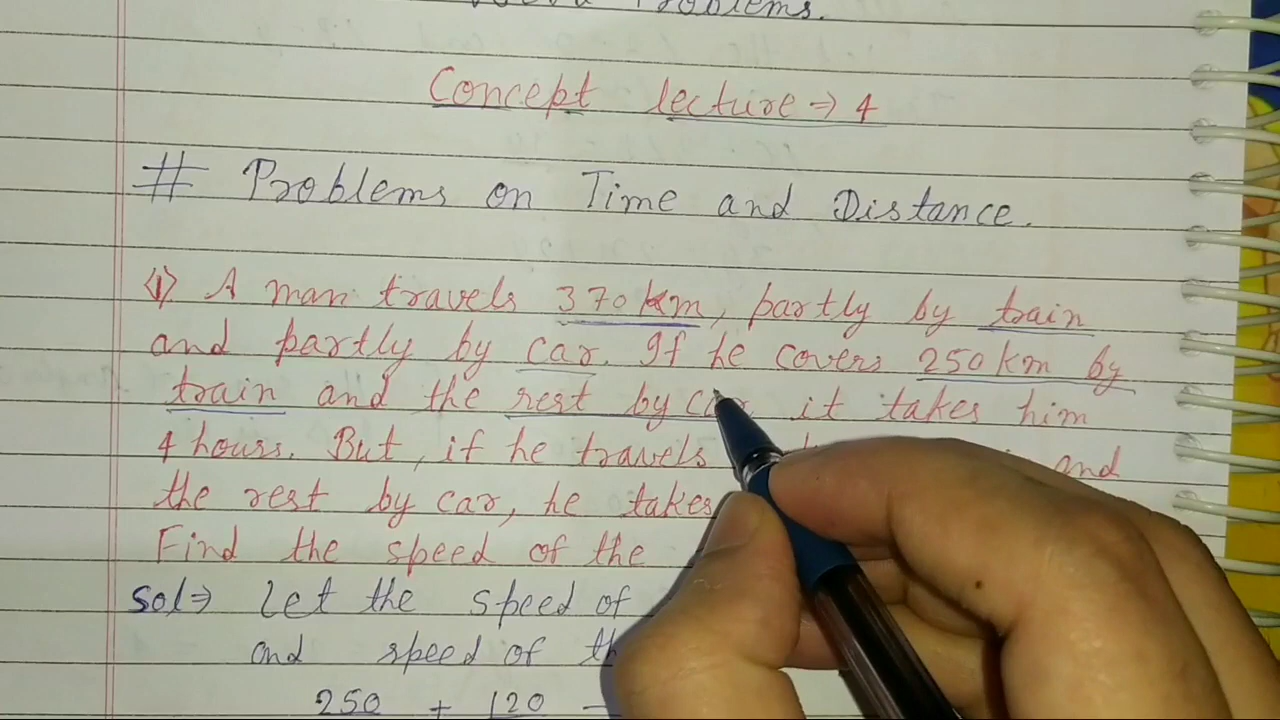 Problems.
Concept lecture ⇒ 4
# Problems on Time and Distance.
(1) A man travels 370 km, partly by train
and partly by car. If he covers 250 km by
train and the rest by car it takes him
4 hours. But, if he travels and
the rest by car, he takes
Find the speed of the
Sol ⇒ Let the speed of
and speed of
250 + 120